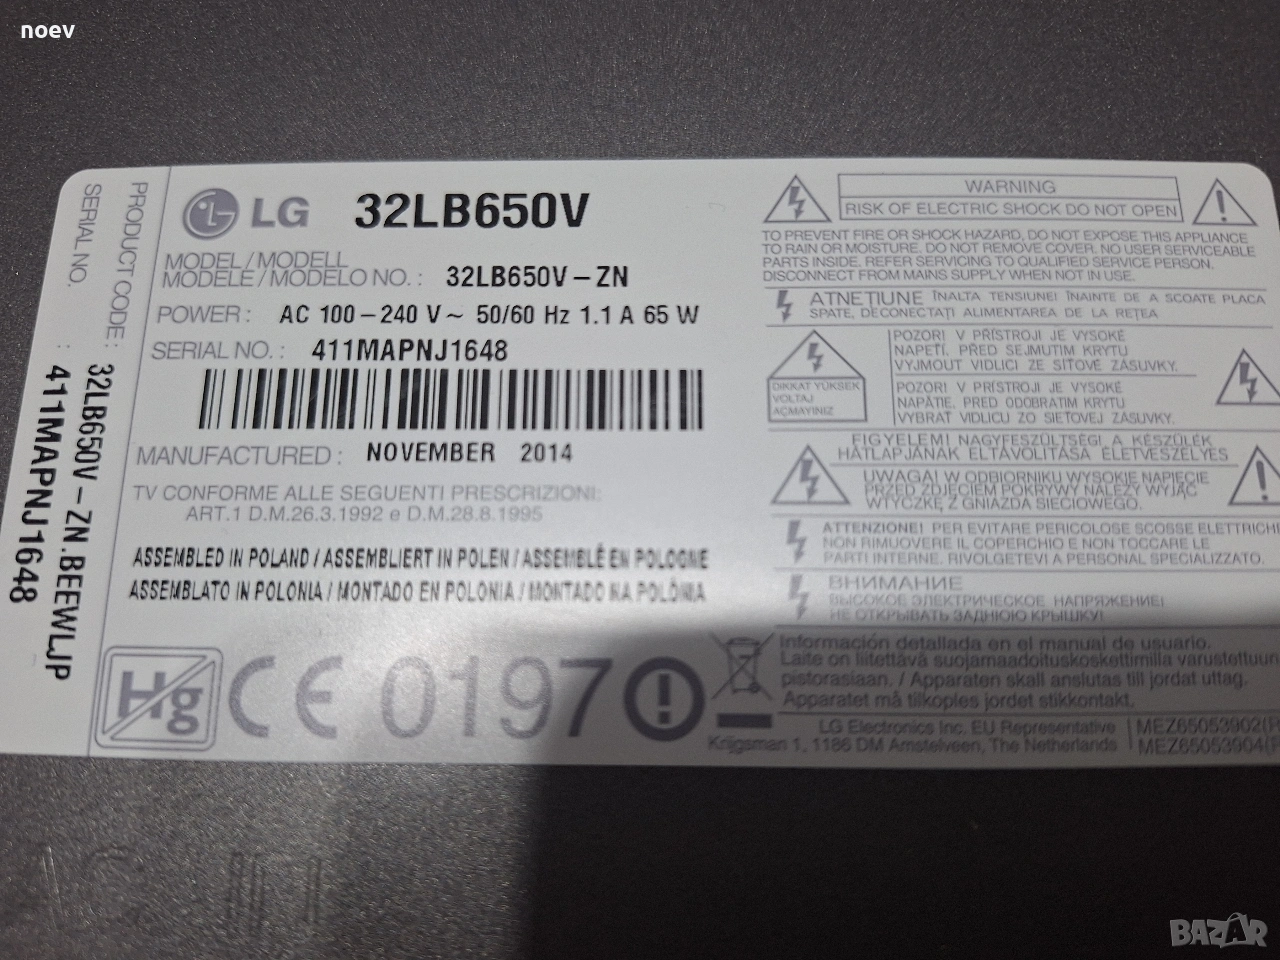 noev
SERIAL NO. : 411MAPNJ1648
PRODUCT CODE: 32LB650V-ZN.BEEWLJP
LG 32LB650V
MODEL / MODELL
MODELE / MODELO NO. : 32LB650V-ZN
POWER : AC 100-240 V~ 50/60 Hz 1.1 A 65 W
SERIAL NO. : 411MAPNJ1648
MANUFACTURED : NOVEMBER 2014
TV CONFORME ALLE SEGUENTI PRESCRIZIONI:
ART.1 D.M.26.3.1992 e D.M.28.8.1995
ASSEMBLED IN POLAND / ASSEMBLIERT IN POLEN / ASSEMBLÉ EN POLOGNE
ASSEMBLATO IN POLONIA / MONTADO EN POLONIA / MONTADO NA POLÔNIA
Hg CE 0197
WARNING
RISK OF ELECTRIC SHOCK DO NOT OPEN
TO PREVENT FIRE OR SHOCK HAZARD, DO NOT EXPOSE THIS APPLIANCE
TO RAIN OR MOISTURE. DO NOT REMOVE COVER. NO USER SERVICEABLE
PARTS INSIDE. REFER SERVICING TO QUALIFIED SERVICE PERSON.
DISCONNECT FROM MAINS SUPPLY WHEN NOT IN USE.
ATNEŢIUNE ÎNALTA TENSIUNE! ÎNAINTE DE A SCOATE PLACA
SPATE, DECONECTAŢI ALIMENTAREA DE LA REŢEA
DIKKAT YÜKSEK
VOLTAJ
AÇMAYINIZ
POZOR! V PŘÍSTROJI JE VYSOKÉ
NAPĚTÍ. PŘED SEJMUTIM KRYTU
VYJMOUT VIDLICI ZE SÍŤOVÉ ZÁSUVKY.
POZOR! V PRÍSTROJI JE VYSOKÉ
NAPÄTIE. PRED ODOBRATIM KRYTU
VYBRAŤ VIDLICU ZO SIEŤOVEJ ZÁSUVKY.
FIGYELEM! NAGYFESZÜLTSÉG! A KÉSZÜLÉK
HÁTLAPJÁNAK ELTÁVOLÍTÁSA ÉLETVESZÉLYES
UWAGA! W ODBIORNIKU WYSOKIE NAPIĘCIE
PRZED ZDJĘCIEM POKRYWY NALEŻY WYJĄĆ
WTYCZKĘ Z GNIAZDA SIECIOWEGO.
ATTENZIONE! PER EVITARE PERICOLOSE SCOSSE ELETTRICHE
NON RIMUOVERE IL COPERCHIO E NON TOCCARE LE
PARTI INTERNE. RIVOLGETEVI A PERSONAL SPECIALIZZATO.
ВНИМАНИЕ
ВЫСОКОЕ ЭЛЕКТРИЧЕСКОЕ НАПРЯЖЕНИЕ!
НЕ ОТКРЫВАТЬ ЗАДНЮЮ КРЫШКУ!
Información detallada en el manual de usuario.
Laite on liitettävä suojamaadoituskoskettimilla varustettuun
pistorasiaan. / Apparaten skall anslutas till jordat uttag.
Apparatet må tilkoples jordet stikkontakt.
LG Electronics Inc. EU Representative
Krijgsman 1, 1186 DM Amstelveen, The Netherlands
MEZ65053902(R
MEZ65053904(R
BAZAR